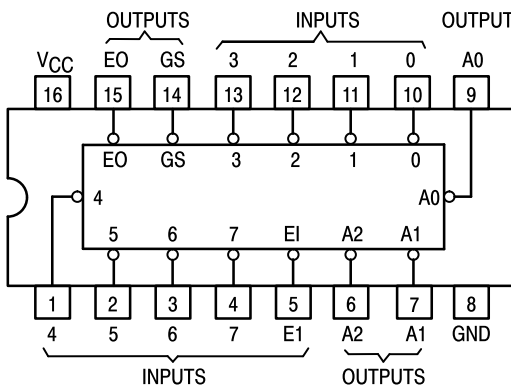 OUTPUTS INPUTS OUTPUT
VCC EO GS 3 2 1 0 A0
16 15 14 13 12 11 10 9
EO GS 3 2 1 0
4 A0
5 6 7 EI A2 A1
1 2 3 4 5 6 7 8
4 5 6 7 E1 A2 A1 GND
INPUTS OUTPUTS